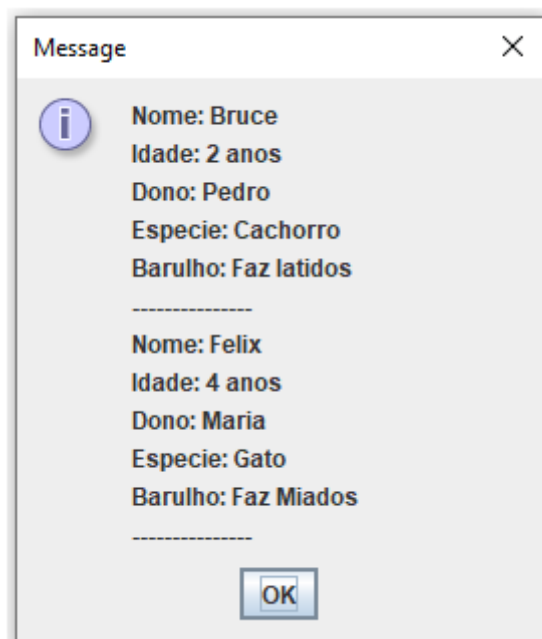 Message
Nome: Bruce
Idade: 2 anos
Dono: Pedro
Especie: Cachorro
Barulho: Faz latidos
---------------
Nome: Felix
Idade: 4 anos
Dono: Maria
Especie: Gato
Barulho: Faz Miados
---------------
OK